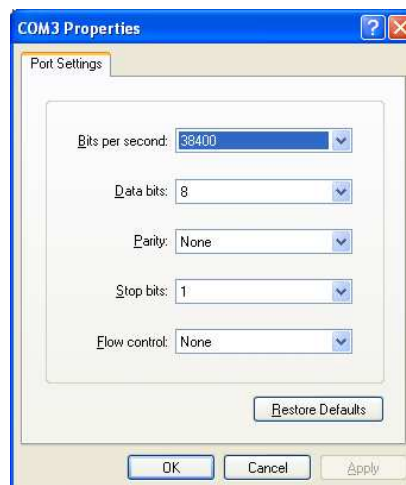 COM3 Properties
Port Settings
Bits per second: 38400
Data bits: 8
Parity: None
Stop bits: 1
Flow control: None
Restore Defaults
OK Cancel Apply